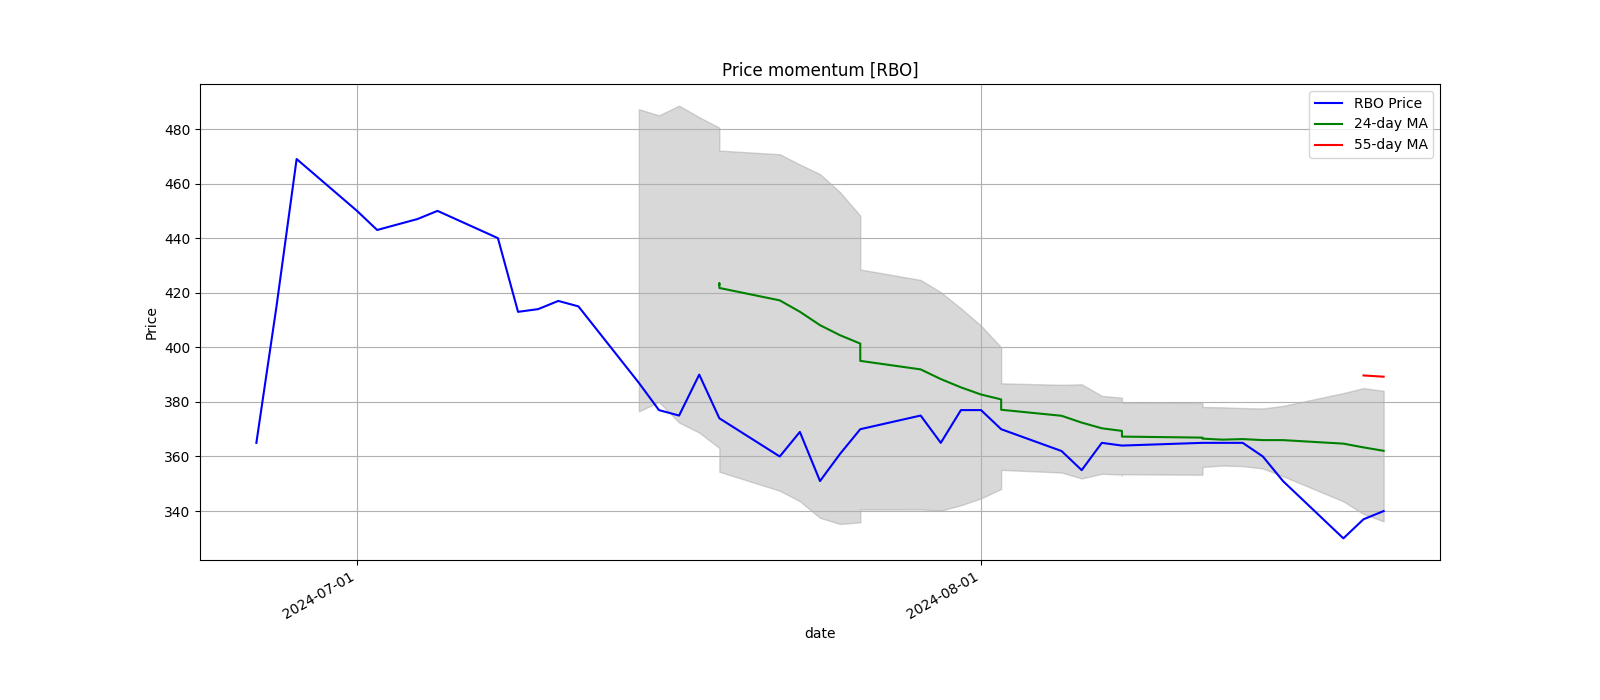 Price momentum [RBO]
RBO Price
24-day MA
55-day MA
480
460
440
420
400
380
360
340
Price
2024-07-01
2024-08-01
date